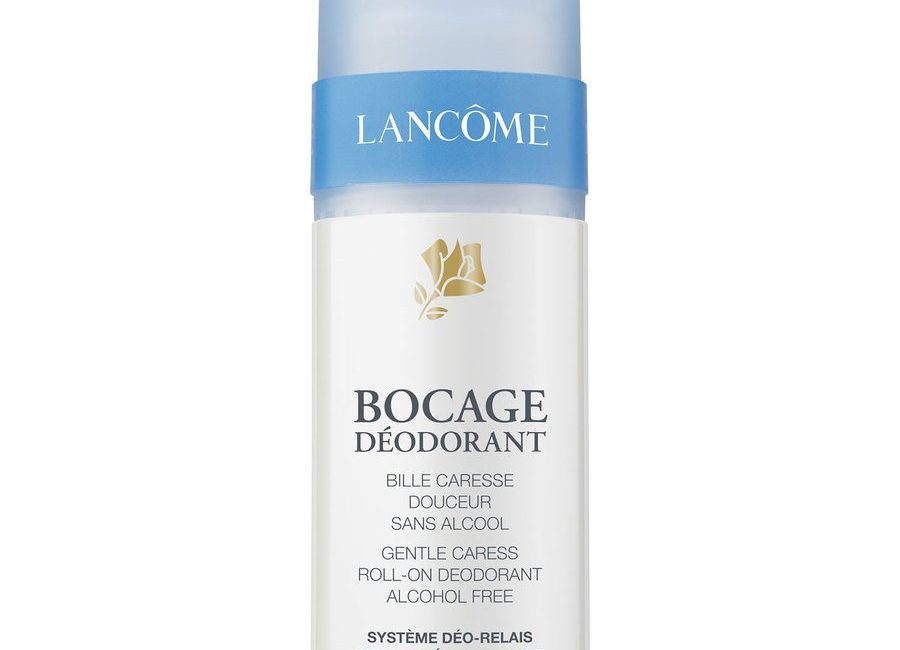 LANCÔME
BOCAGE
DÉODORANT
BILLE CARESSE
DOUCEUR
SANS ALCOOL
GENTLE CARESS
ROLL-ON DEODORANT
ALCOHOL FREE
SYSTÈME DÉO-RELAIS